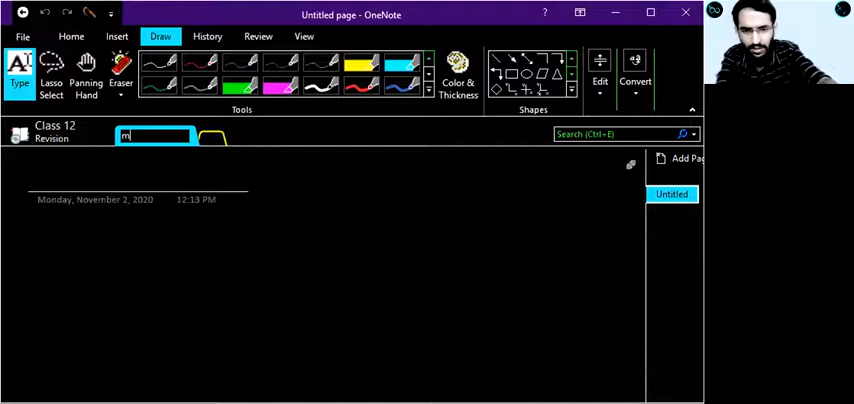 Untitled page - OneNote
?
File Home Insert Draw History Review View
Type
Lasso Select
Panning Hand
Eraser
Color & Thickness
Edit
Convert
Tools
Shapes
Class 12
Revision
m
Search (Ctrl+E)
Add Pag
Untitled
Monday, November 2, 2020 12:13 PM